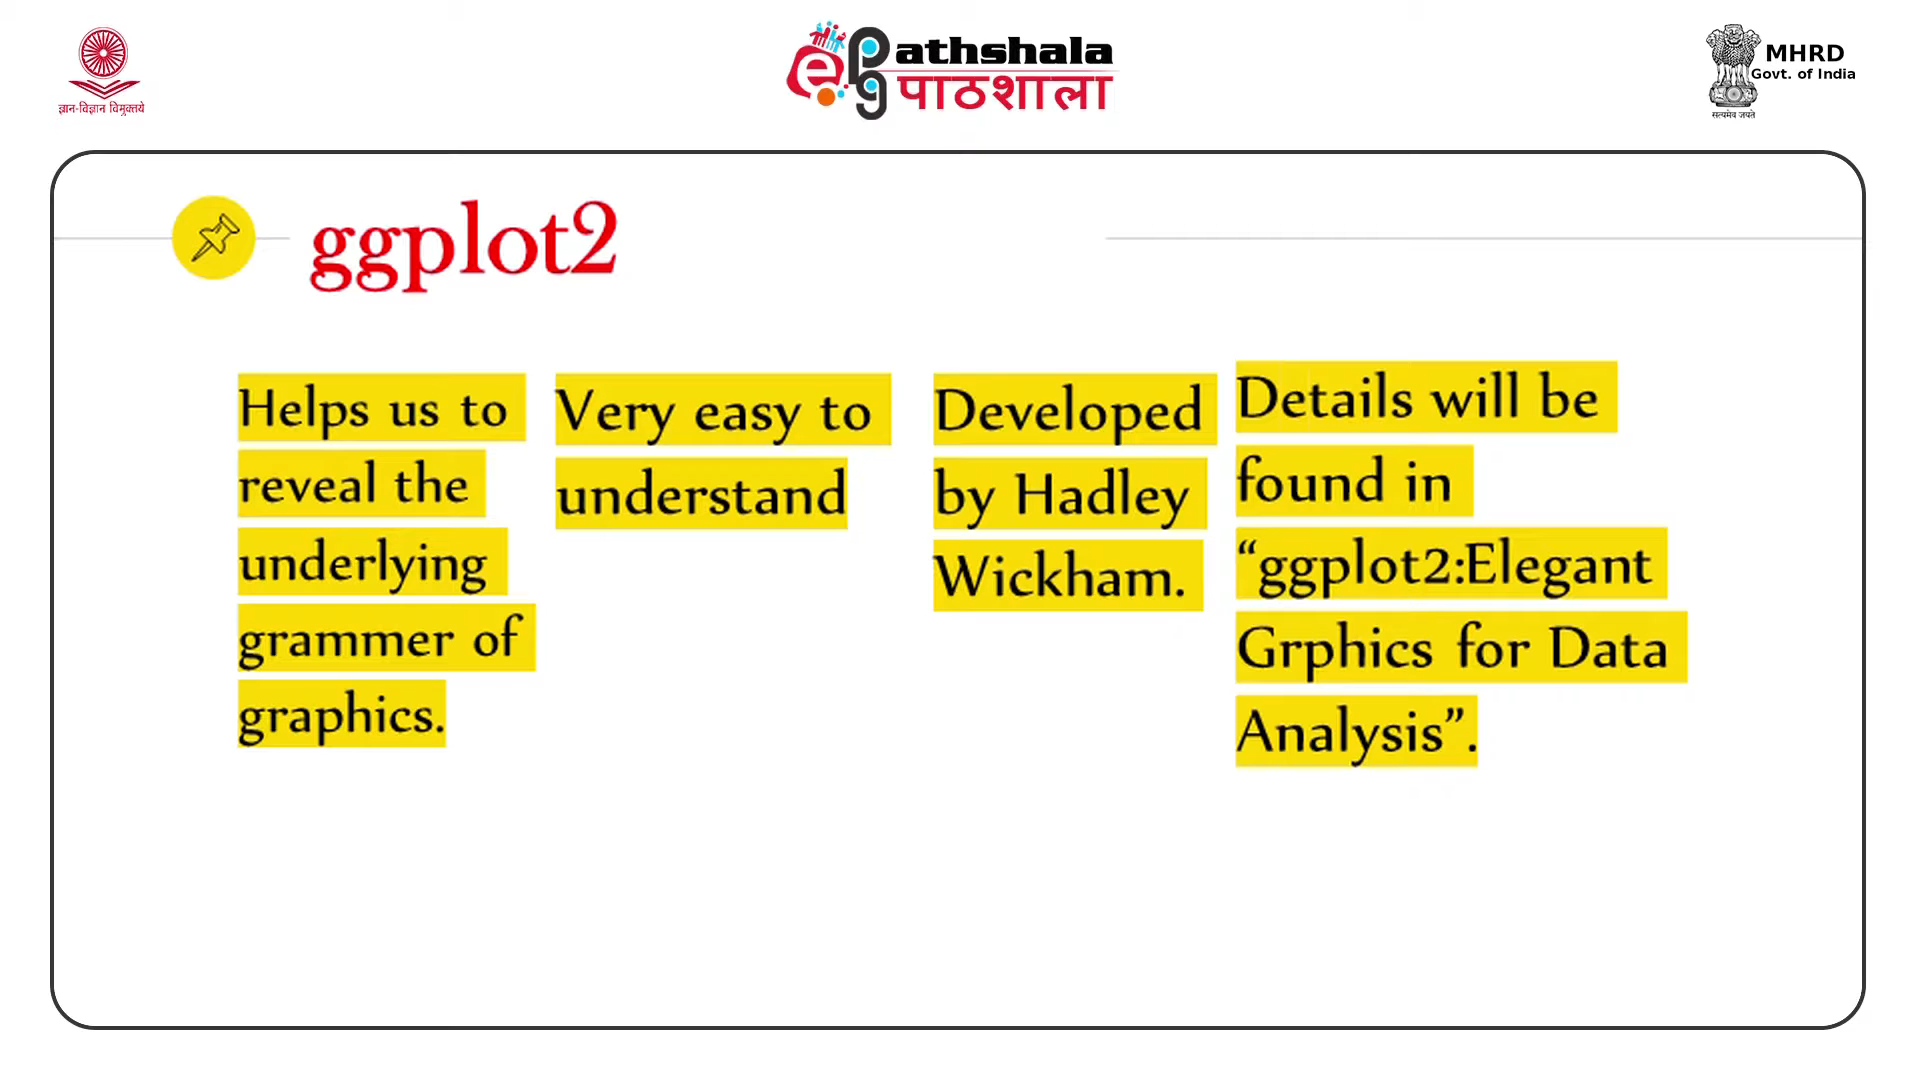 ज्ञान-विज्ञान विमुक्तये
e pg athshala
पाठशाला
MHRD
Govt. of India
सत्यमेव जयते
ggplot2
Helps us to
reveal the
underlying
grammer of
graphics.
Very easy to
understand
Developed
by Hadley
Wickham.
Details will be
found in
“ggplot2:Elegant
Grphics for Data
Analysis”.